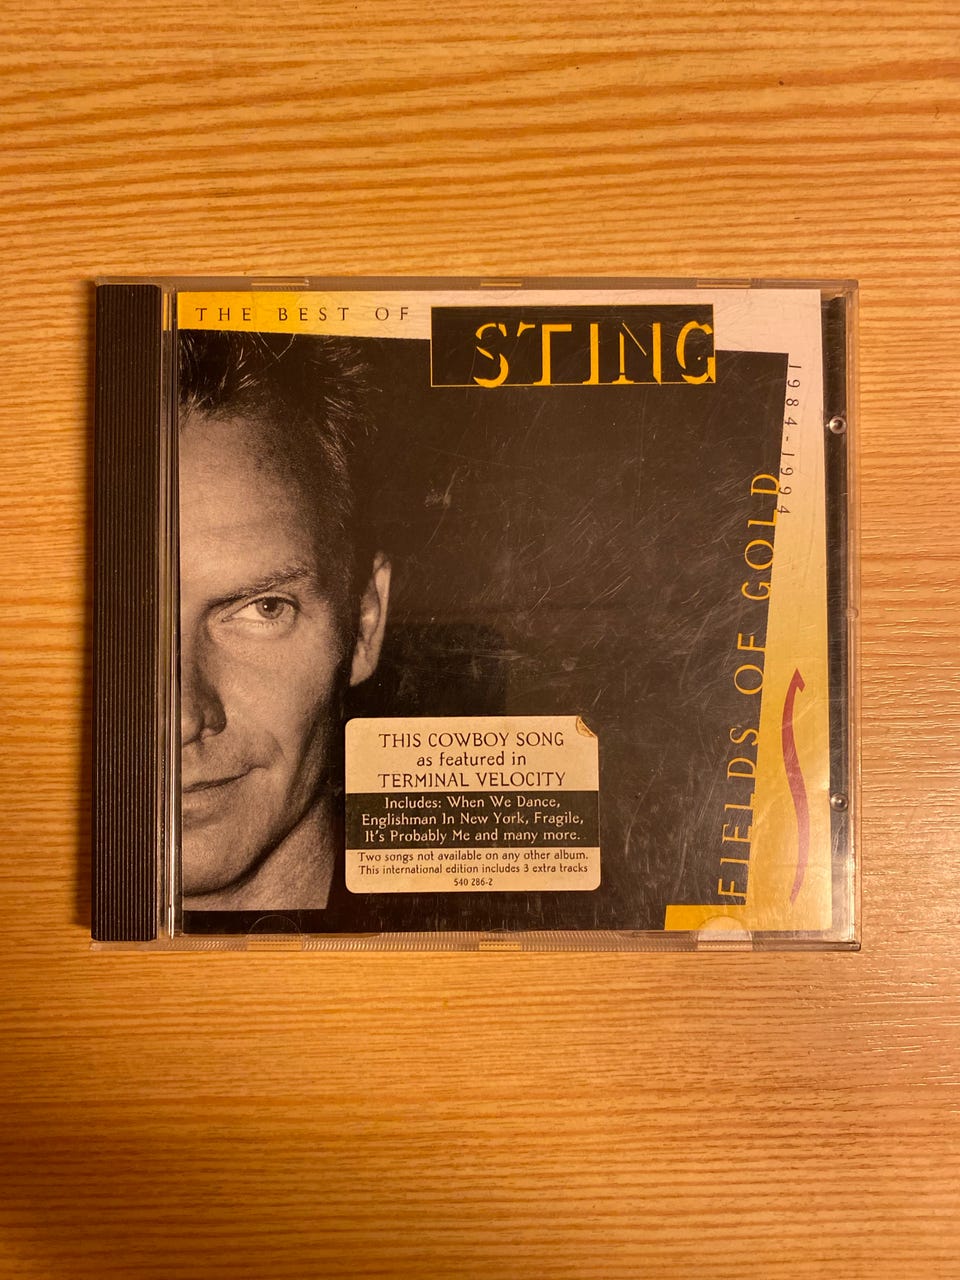 THE BEST OF
STING
1984-1994
FIELDS OF GOLD
THIS COWBOY SONG
as featured in
TERMINAL VELOCITY
Includes: When We Dance,
Englishman In New York, Fragile,
It's Probably Me and many more.
Two songs not available on any other album.
This international edition includes 3 extra tracks
540 286-2